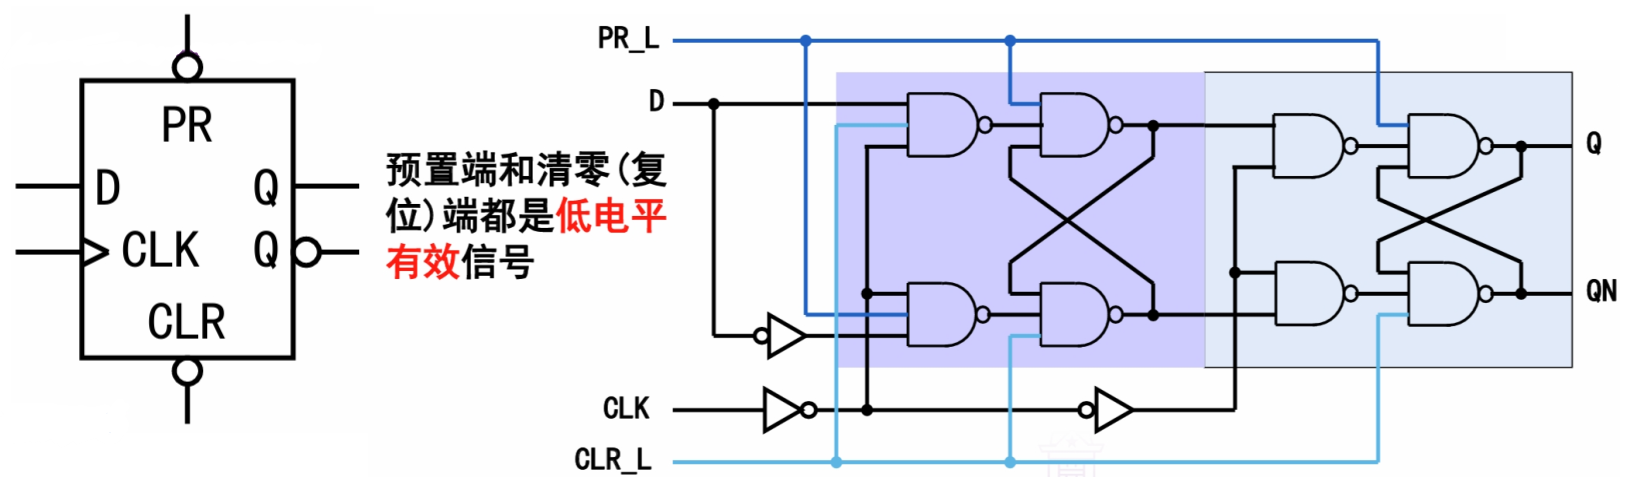 PR
D
Q
CLK
Q
CLR
预置端和清零(复
位)端都是低电平
有效信号
PR_L
D
CLK
CLR_L
Q
QN